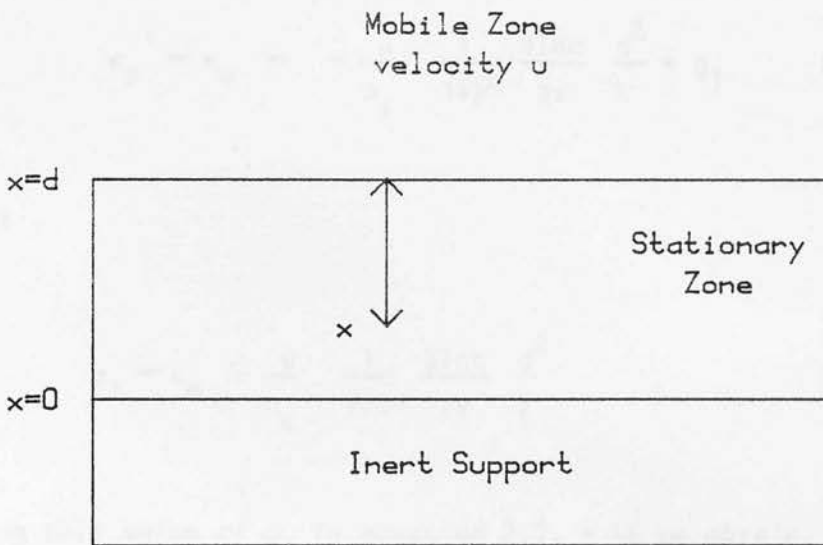 Mobile Zone
velocity u
x=d
Stationary
Zone
x
x=0
Inert Support